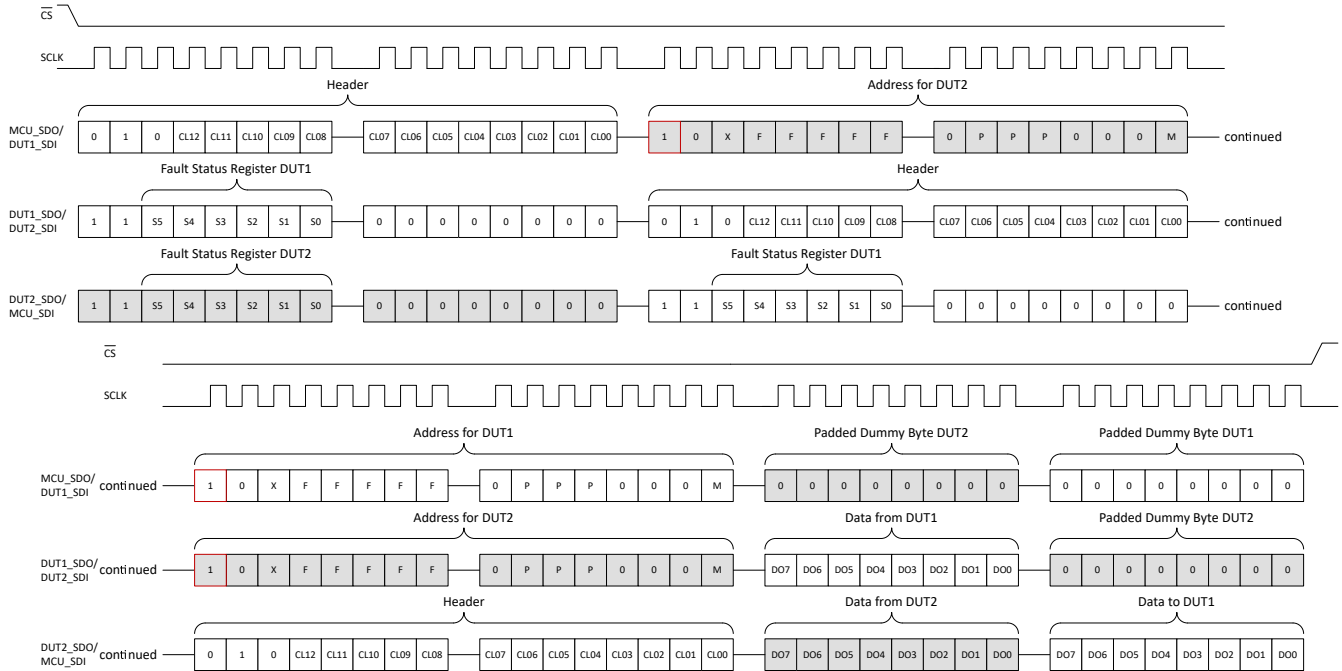 CS
SCLK
Header Address for DUT2
MCU_SDO/ DUT1_SDI 0 1 0 CL12 CL11 CL10 CL09 CL08 CL07 CL06 CL05 CL04 CL03 CL02 CL01 CL00 1 0 X F F F F F 0 P P P 0 0 0 M continued
Fault Status Register DUT1 Header
DUT1_SDO/ DUT2_SDI 1 1 S5 S4 S3 S2 S1 S0 0 0 0 0 0 0 0 0 0 1 0 CL12 CL11 CL10 CL09 CL08 CL07 CL06 CL05 CL04 CL03 CL02 CL01 CL00 continued
Fault Status Register DUT2 Fault Status Register DUT1
DUT2_SDO/ MCU_SDI 1 1 S5 S4 S3 S2 S1 S0 0 0 0 0 0 0 0 0 1 1 S5 S4 S3 S2 S1 S0 0 0 0 0 0 0 0 0 continued
CS
SCLK
Address for DUT1 Padded Dummy Byte DUT2 Padded Dummy Byte DUT1
MCU_SDO/ DUT1_SDI continued 1 0 X F F F F F 0 P P P 0 0 0 M 0 0 0 0 0 0 0 0 0 0 0 0 0 0 0 0
Address for DUT2 Data from DUT1 Padded Dummy Byte DUT2
DUT1_SDO/ DUT2_SDI continued 1 0 X F F F F F 0 P P P 0 0 0 M DO7 DO6 DO5 DO4 DO3 DO2 DO1 DO0 0 0 0 0 0 0 0 0
Header Data from DUT2 Data to DUT1
DUT2_SDO/ MCU_SDI continued 0 1 0 CL12 CL11 CL10 CL09 CL08 CL07 CL06 CL05 CL04 CL03 CL02 CL01 CL00 DO7 DO6 DO5 DO4 DO3 DO2 DO1 DO0 DO7 DO6 DO5 DO4 DO3 DO2 DO1 DO0